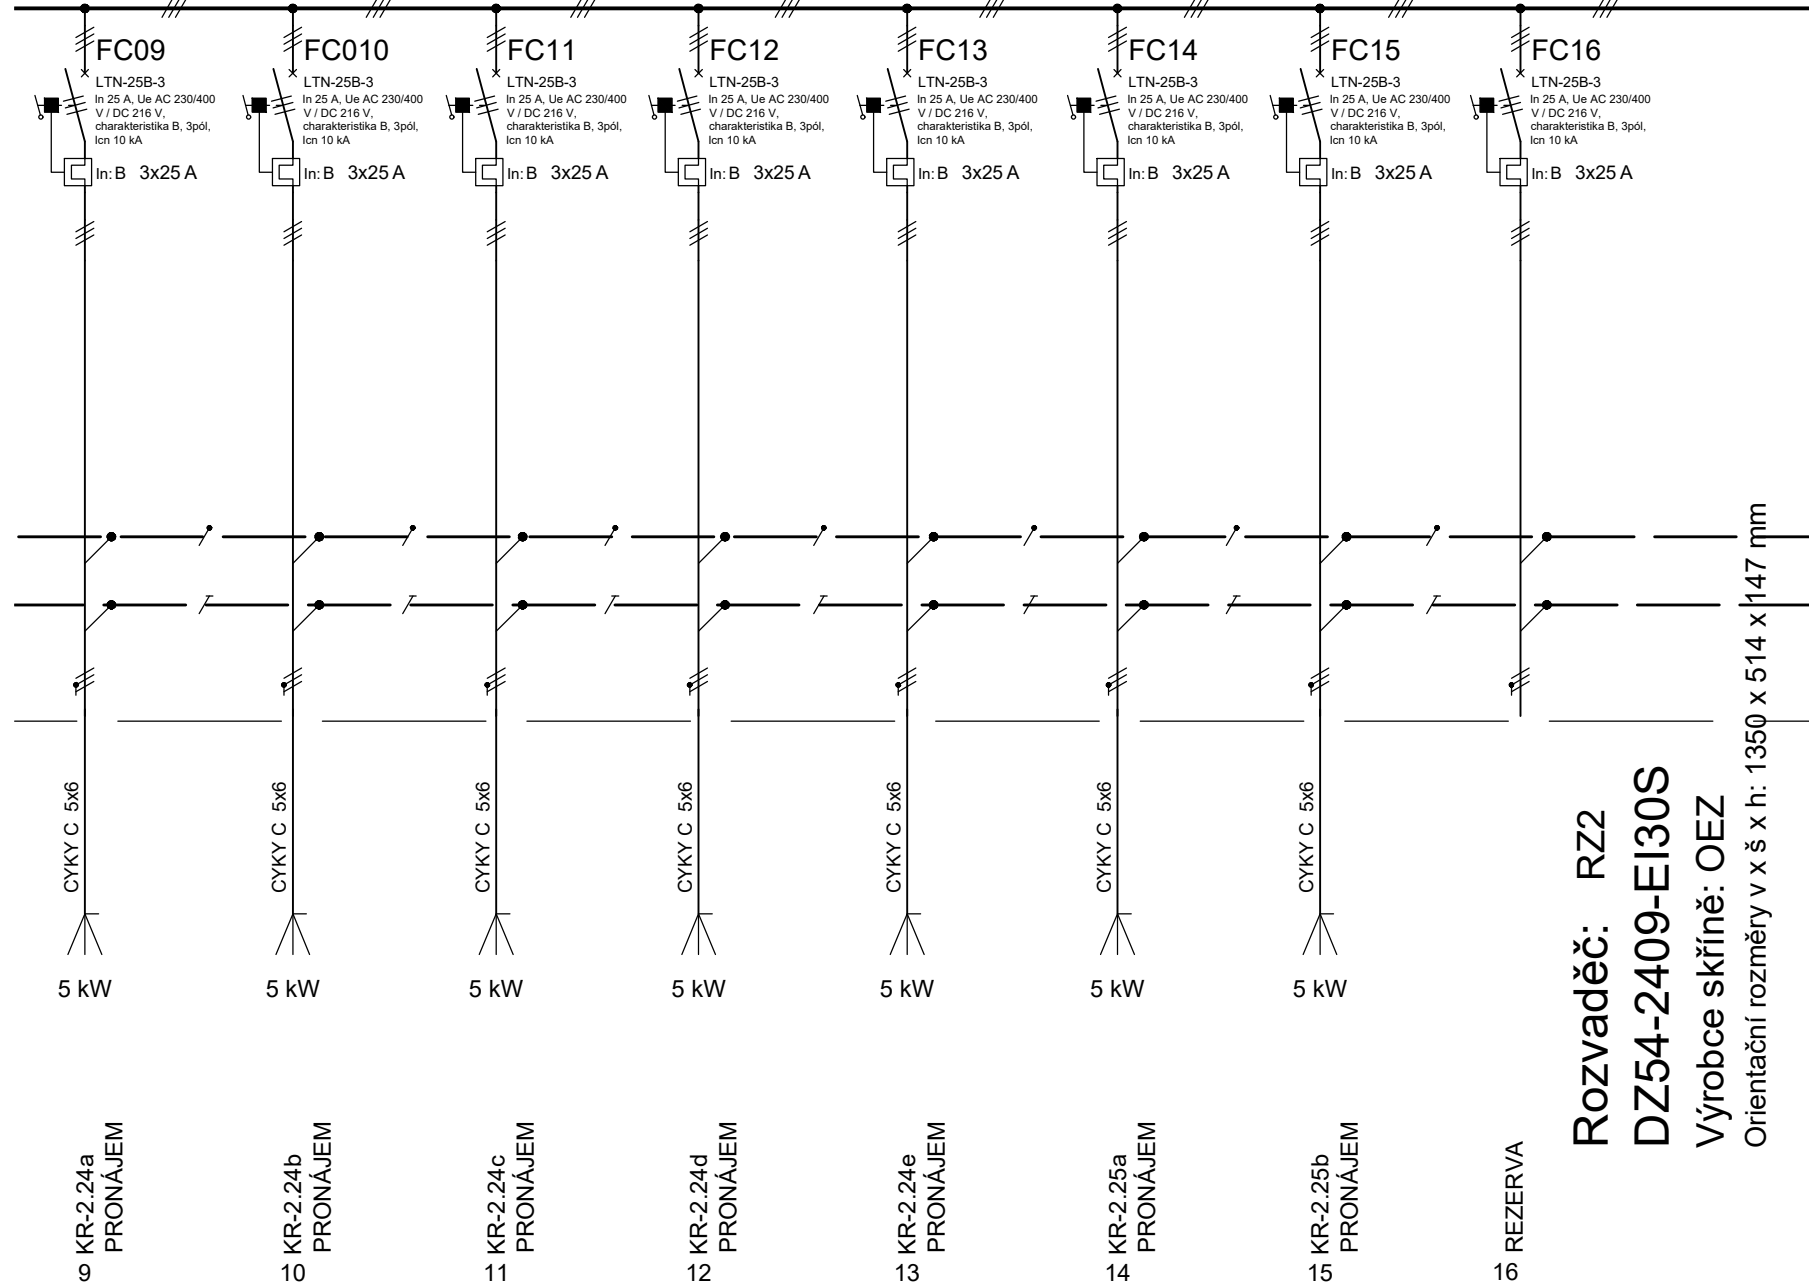 FC09
LTN-25B-3
In 25 A, Ue AC 230/400
V / DC 216 V,
charakteristika B, 3pól,
Icn 10 kA
In: B 3x25 A
FC010
LTN-25B-3
In 25 A, Ue AC 230/400
V / DC 216 V,
charakteristika B, 3pól,
Icn 10 kA
In: B 3x25 A
FC11
LTN-25B-3
In 25 A, Ue AC 230/400
V / DC 216 V,
charakteristika B, 3pól,
Icn 10 kA
In: B 3x25 A
FC12
LTN-25B-3
In 25 A, Ue AC 230/400
V / DC 216 V,
charakteristika B, 3pól,
Icn 10 kA
In: B 3x25 A
FC13
LTN-25B-3
In 25 A, Ue AC 230/400
V / DC 216 V,
charakteristika B, 3pól,
Icn 10 kA
In: B 3x25 A
FC14
LTN-25B-3
In 25 A, Ue AC 230/400
V / DC 216 V,
charakteristika B, 3pól,
Icn 10 kA
In: B 3x25 A
FC15
LTN-25B-3
In 25 A, Ue AC 230/400
V / DC 216 V,
charakteristika B, 3pól,
Icn 10 kA
In: B 3x25 A
FC16
LTN-25B-3
In 25 A, Ue AC 230/400
V / DC 216 V,
charakteristika B, 3pól,
Icn 10 kA
In: B 3x25 A
CYKY C 5x6
CYKY C 5x6
CYKY C 5x6
CYKY C 5x6
CYKY C 5x6
CYKY C 5x6
CYKY C 5x6
5 kW
5 kW
5 kW
5 kW
5 kW
5 kW
5 kW
KR-2.24a
PRONÁJEM
9
KR-2.24b
PRONÁJEM
10
KR-2.24c
PRONÁJEM
11
KR-2.24d
PRONÁJEM
12
KR-2.24e
PRONÁJEM
13
KR-2.25a
PRONÁJEM
14
KR-2.25b
PRONÁJEM
15
REZERVA
16
Rozvaděč: RZ2
DZ54-2409-EI30S
Výrobce skříně: OEZ
Orientační rozměry v x š x h: 1350 x 514 x 147 mm